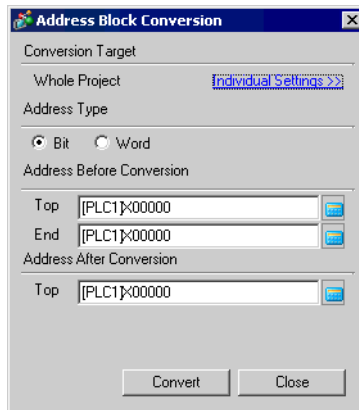 Address Block Conversion
Conversion Target
Whole Project Individual Settings >>
Address Type
Bit Word
Address Before Conversion
Top [PLC1]X00000
End [PLC1]X00000
Address After Conversion
Top [PLC1]X00000
Convert Close